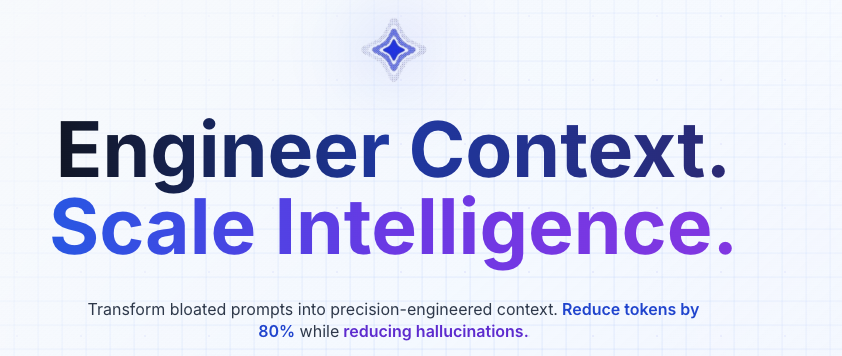 Engineer Context.
Scale Intelligence.
Transform bloated prompts into precision-engineered context. Reduce tokens by
80% while reducing hallucinations.